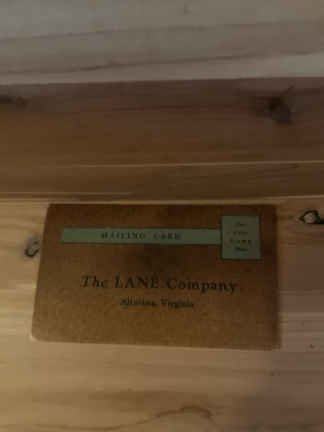 MAILING CARD
The LANE Company
Altavista, Virginia